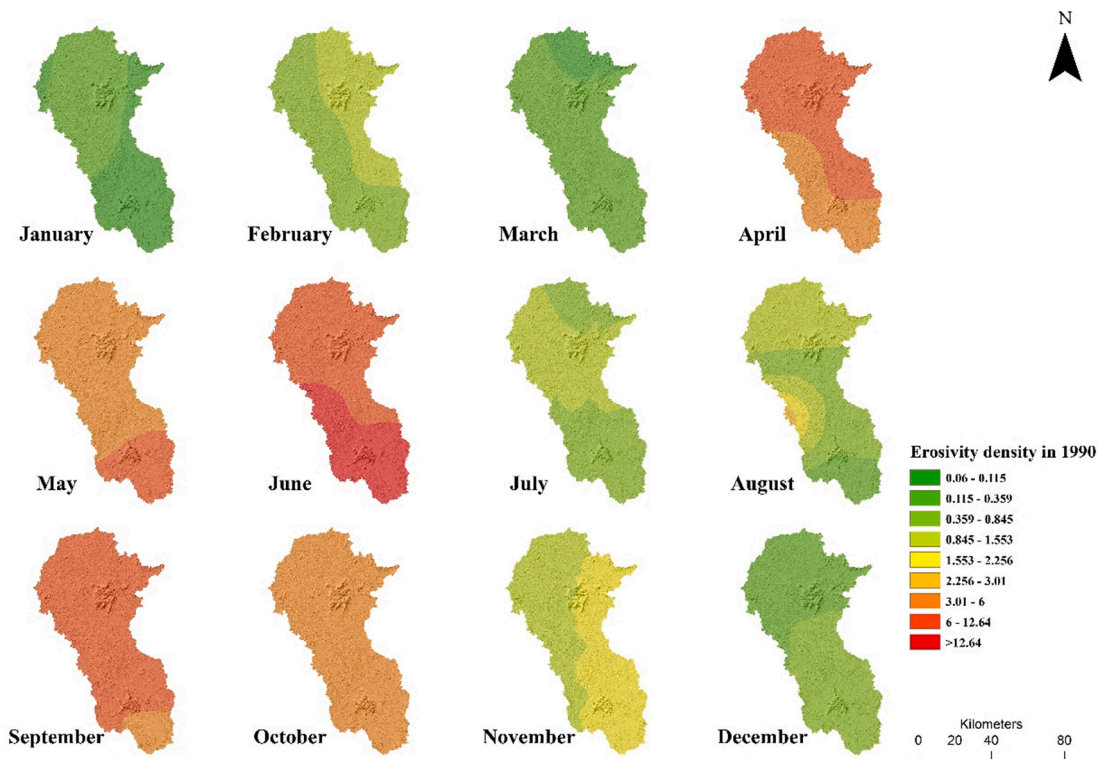 N
January
February
March
April
May
June
July
August
Erosivity density in 1990
0.06 - 0.115
0.115 - 0.359
0.359 - 0.845
0.845 - 1.553
1.553 - 2.256
2.256 - 3.01
3.01 - 6
6 - 12.64
>12.64
September
October
November
December
Kilometers
0 20 40 80